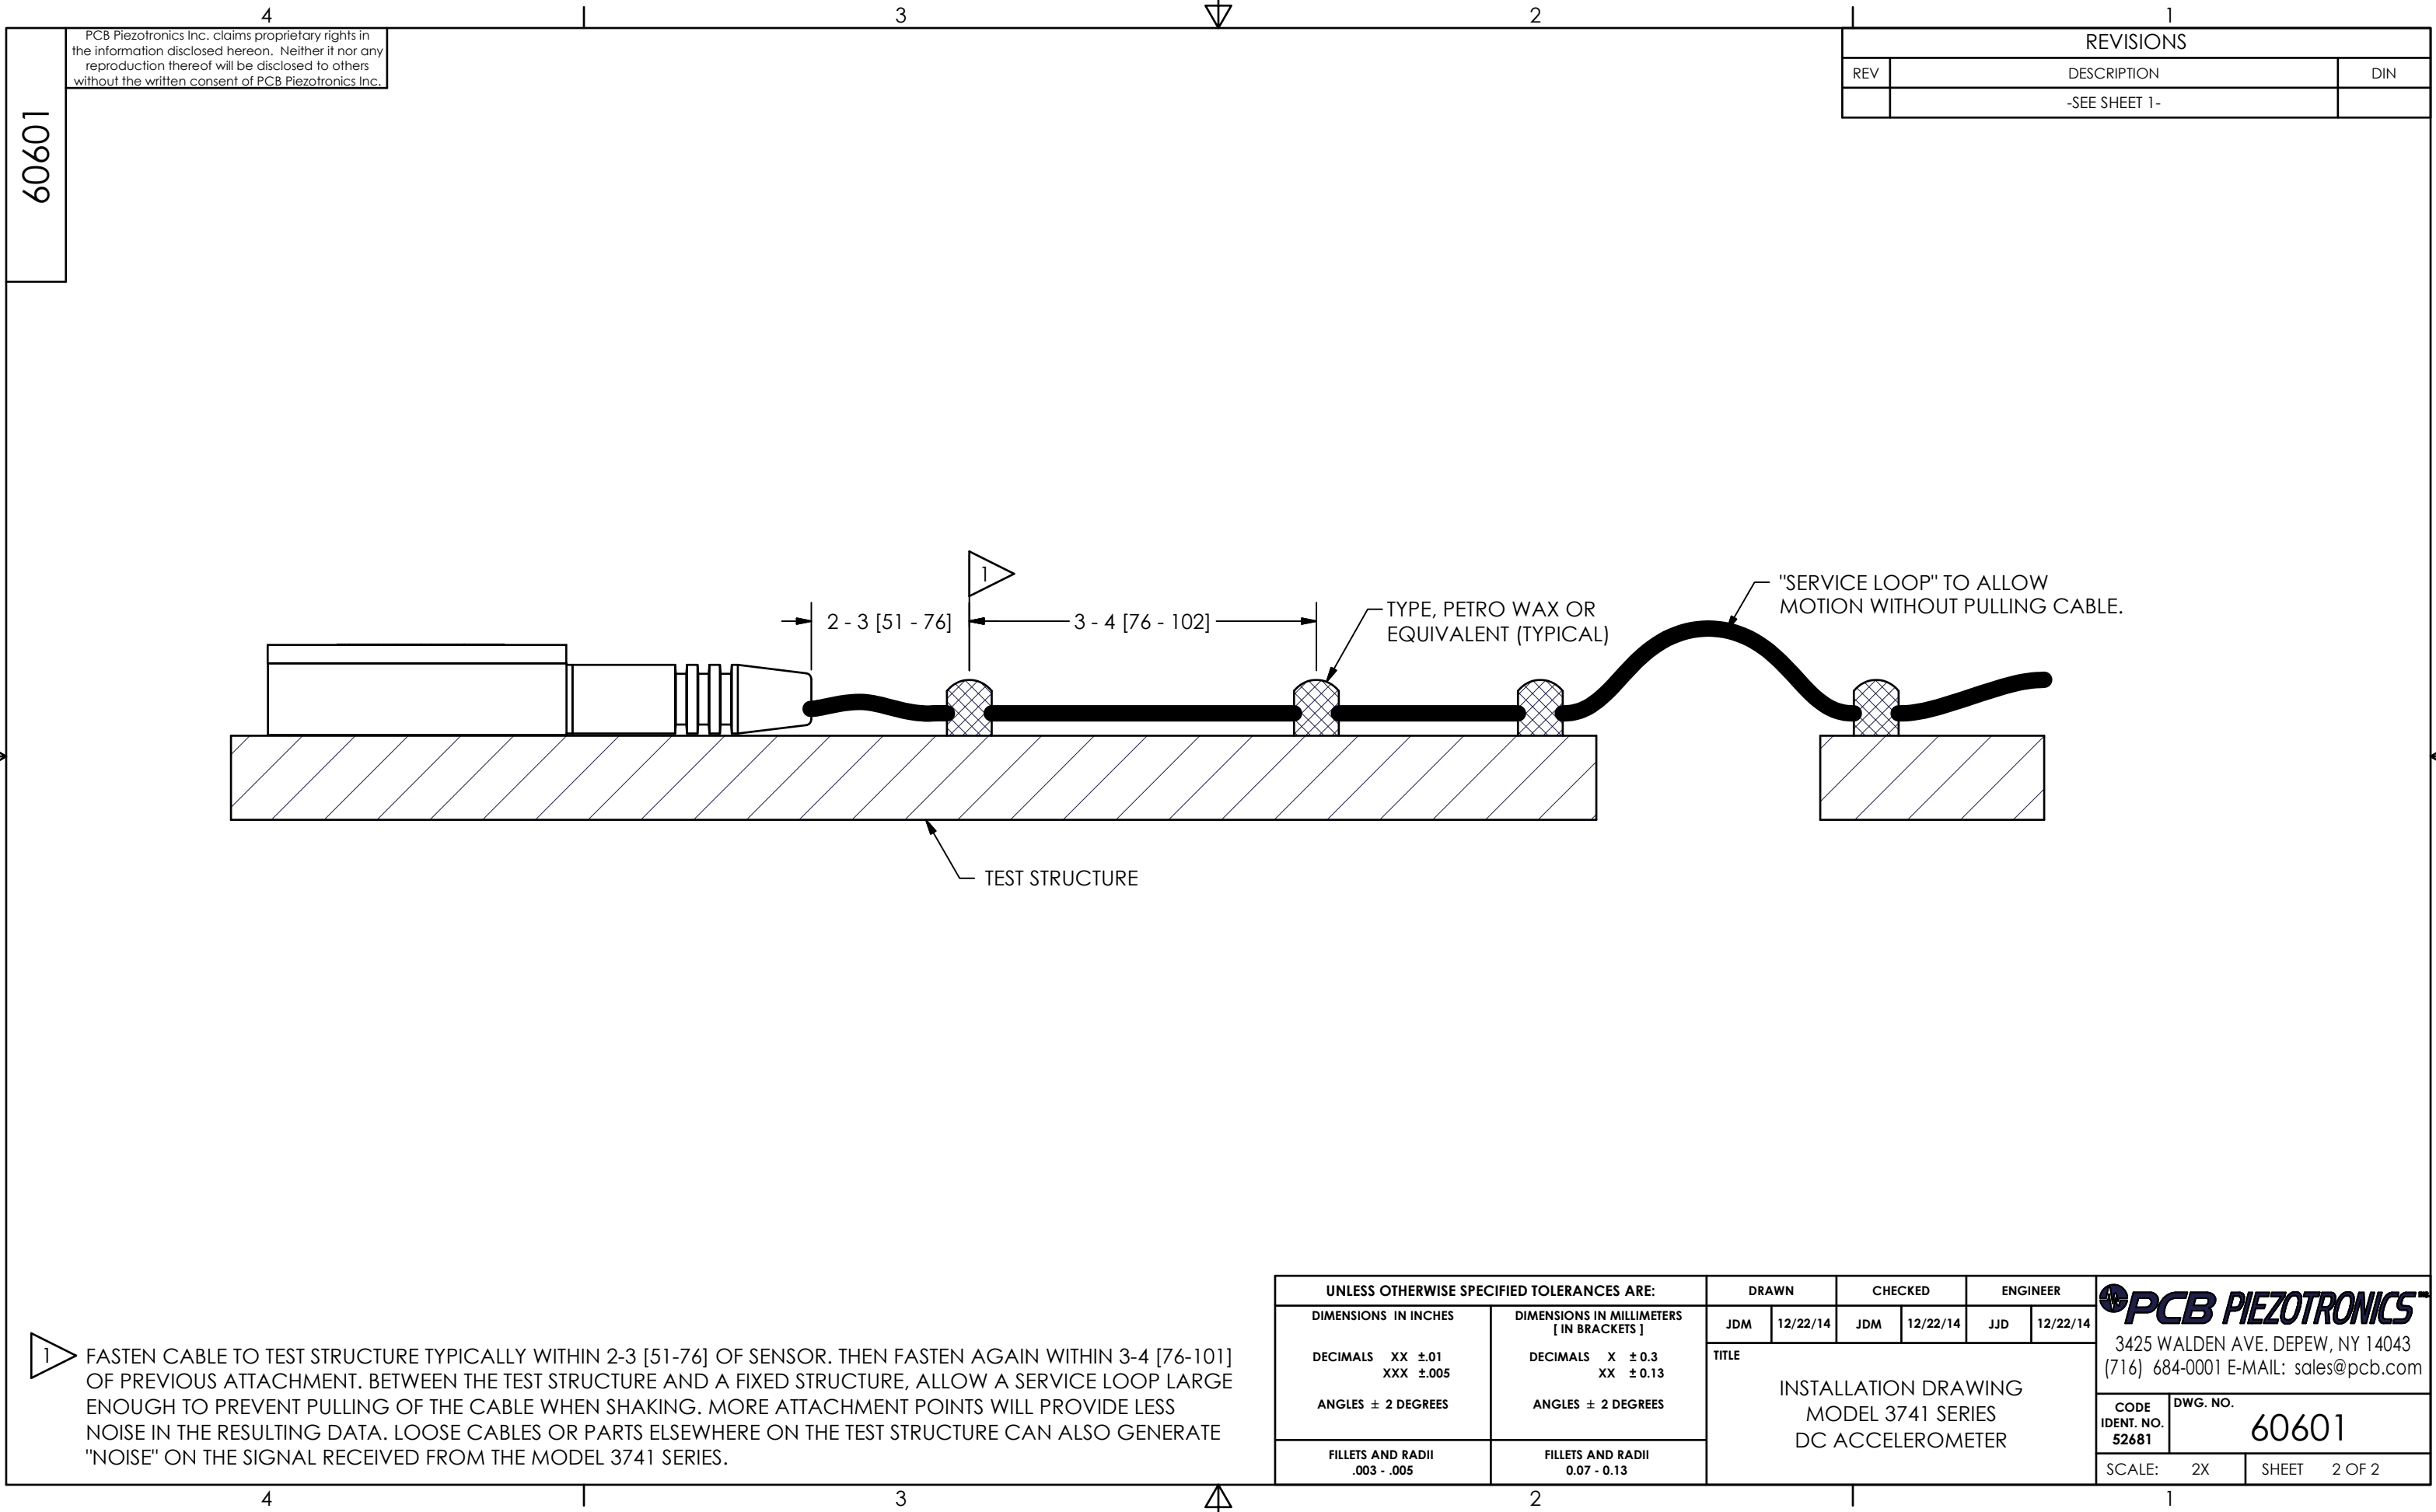 4
3
2
1
PCB Piezotronics Inc. claims proprietary rights in
the information disclosed hereon. Neither it nor any
reproduction thereof will be disclosed to others
without the written consent of PCB Piezotronics Inc.
60601
REVISIONS
REV DESCRIPTION DIN
-SEE SHEET 1-
1
2 - 3 [51 - 76]
3 - 4 [76 - 102]
TYPE, PETRO WAX OR
EQUIVALENT (TYPICAL)
"SERVICE LOOP" TO ALLOW
MOTION WITHOUT PULLING CABLE.
TEST STRUCTURE
1
FASTEN CABLE TO TEST STRUCTURE TYPICALLY WITHIN 2-3 [51-76] OF SENSOR. THEN FASTEN AGAIN WITHIN 3-4 [76-101]
OF PREVIOUS ATTACHMENT. BETWEEN THE TEST STRUCTURE AND A FIXED STRUCTURE, ALLOW A SERVICE LOOP LARGE
ENOUGH TO PREVENT PULLING OF THE CABLE WHEN SHAKING. MORE ATTACHMENT POINTS WILL PROVIDE LESS
NOISE IN THE RESULTING DATA. LOOSE CABLES OR PARTS ELSEWHERE ON THE TEST STRUCTURE CAN ALSO GENERATE
"NOISE" ON THE SIGNAL RECEIVED FROM THE MODEL 3741 SERIES.
UNLESS OTHERWISE SPECIFIED TOLERANCES ARE:
DIMENSIONS IN INCHES
DECIMALS XX ±.01
XXX ±.005
ANGLES ± 2 DEGREES
FILLETS AND RADII
.003 - .005
DIMENSIONS IN MILLIMETERS
[ IN BRACKETS ]
DECIMALS X ± 0.3
XX ± 0.13
ANGLES ± 2 DEGREES
FILLETS AND RADII
0.07 - 0.13
DRAWN CHECKED ENGINEER
JDM 12/22/14 JDM 12/22/14 JJD 12/22/14
TITLE
INSTALLATION DRAWING
MODEL 3741 SERIES
DC ACCELEROMETER
PCB PIEZOTRONICS™
3425 WALDEN AVE. DEPEW, NY 14043
(716) 684-0001 E-MAIL: sales@pcb.com
CODE
IDENT. NO.
52681
DWG. NO.
60601
SCALE: 2X SHEET 2 OF 2
4
3
2
1